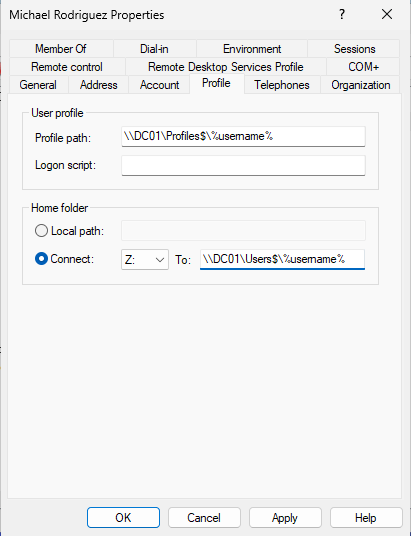 Michael Rodriguez Properties ?
Member Of Dial-in Environment Sessions
Remote control Remote Desktop Services Profile COM+
General Address Account Profile Telephones Organization
User profile
Profile path: \\DC01\Profiles$\%username%
Logon script:
Home folder
Local path:
Connect: Z: To: \\DC01\Users$\%username%
OK Cancel Apply Help